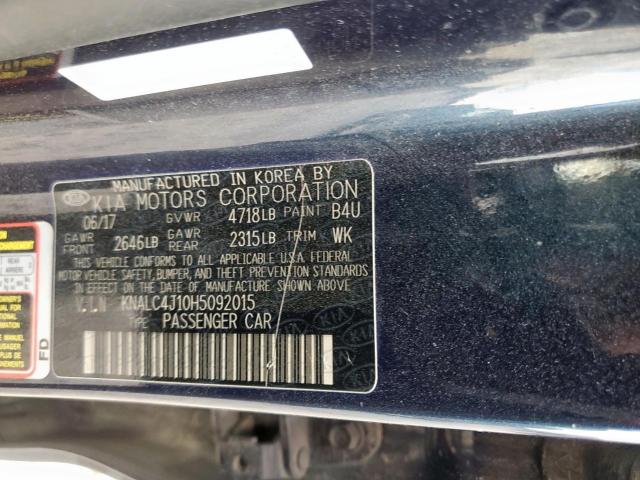 MANUFACTURED IN KOREA BY
KIA MOTORS CORPORATION
06/17 GVWR 4718LB PAINT B4U
GAWR FRONT 2646LB GAWR REAR 2315LB TRIM WK
THIS VEHICLE CONFORMS TO ALL APPLICABLE U.S.A FEDERAL
MOTOR VEHICLE SAFETY, BUMPER, AND THEFT PREVENTION STANDARDS
IN EFFECT ON THE DATE OF MANUFACTURE SHOWN ABOVE
V.I.N KNALC4J10H5092015
TYPE: PASSENGER CAR
FD